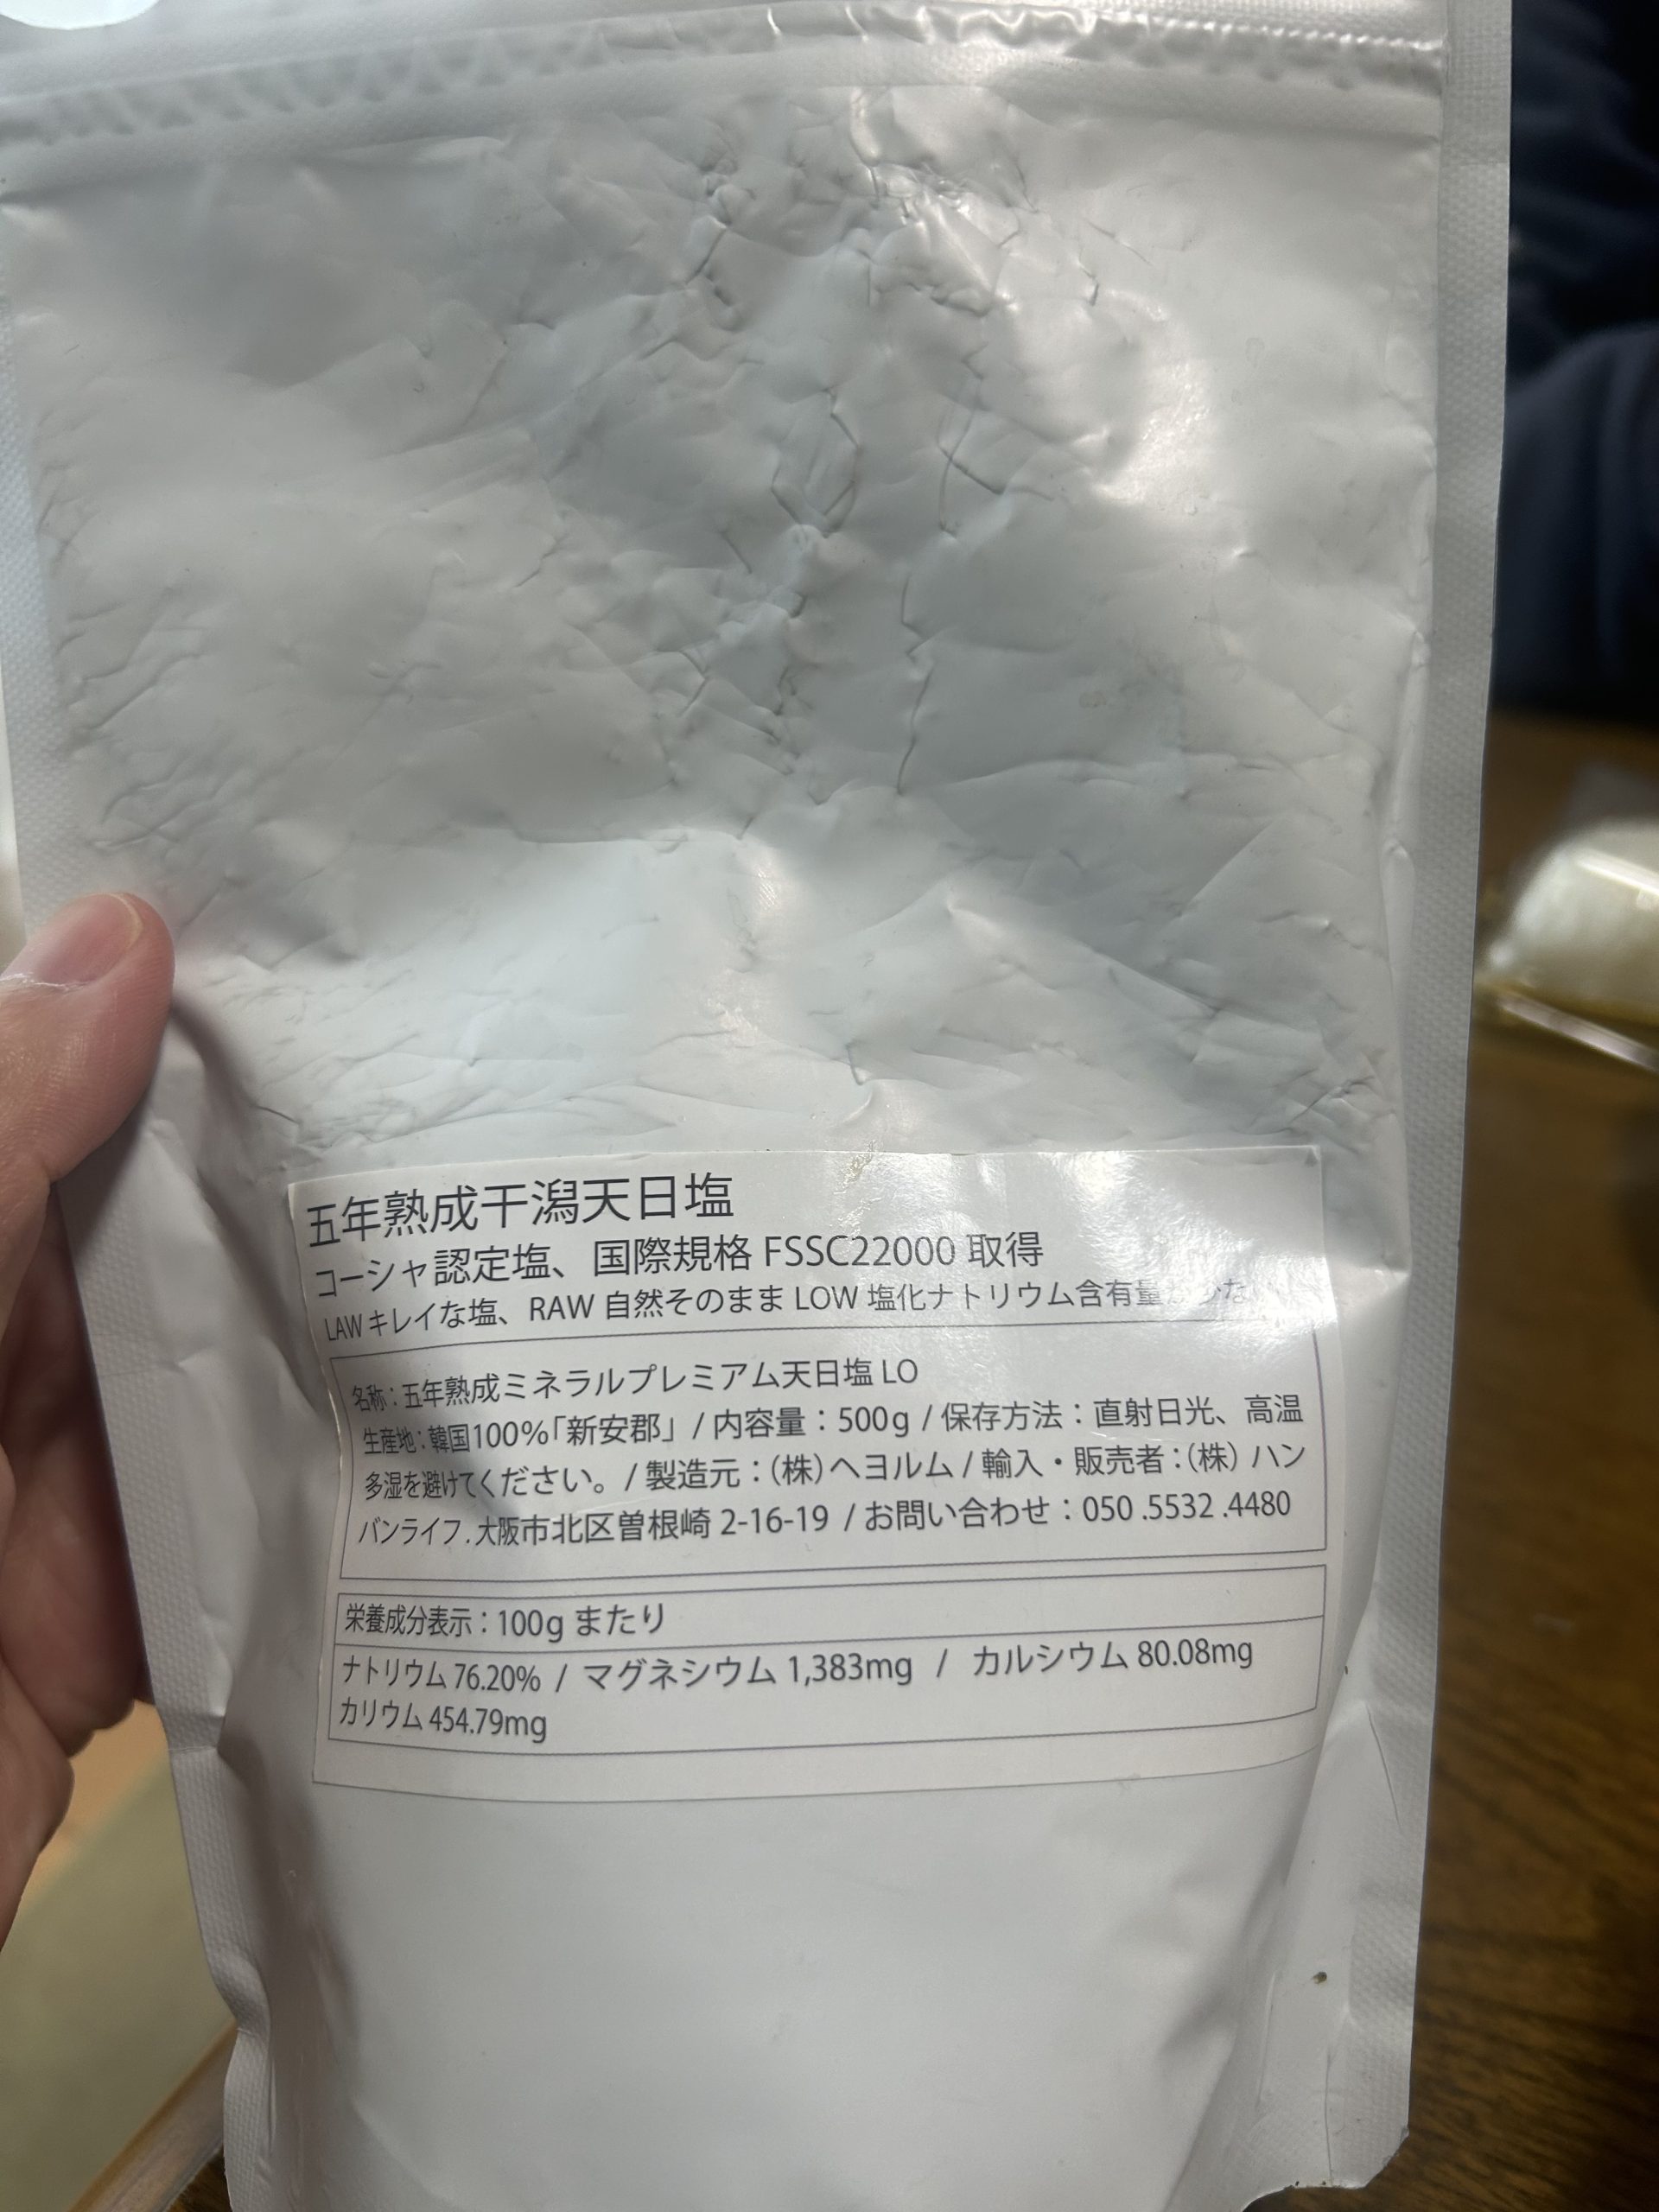 五年熟成干潟天日塩
コーシャ認定塩、国際規格 FSSC22000 取得
LAW キレイな塩、RAW 自然そのまま LOW 塩化ナトリウム含有量が少な
名称：五年熟成ミネラルプレミアム天日塩 LO
生産地：韓国100%「新安郡」 / 内容量：500g / 保存方法：直射日光、高温
多湿を避けてください。/ 製造元：(株)ヘヨルム / 輸入・販売者：(株) ハン
バンライフ . 大阪市北区曽根崎 2-16-19 / お問い合わせ：050 .5532 .4480
栄養成分表示：100g またり
ナトリウム 76.20% / マグネシウム 1,383mg / カルシウム 80.08mg
カリウム 454.79mg